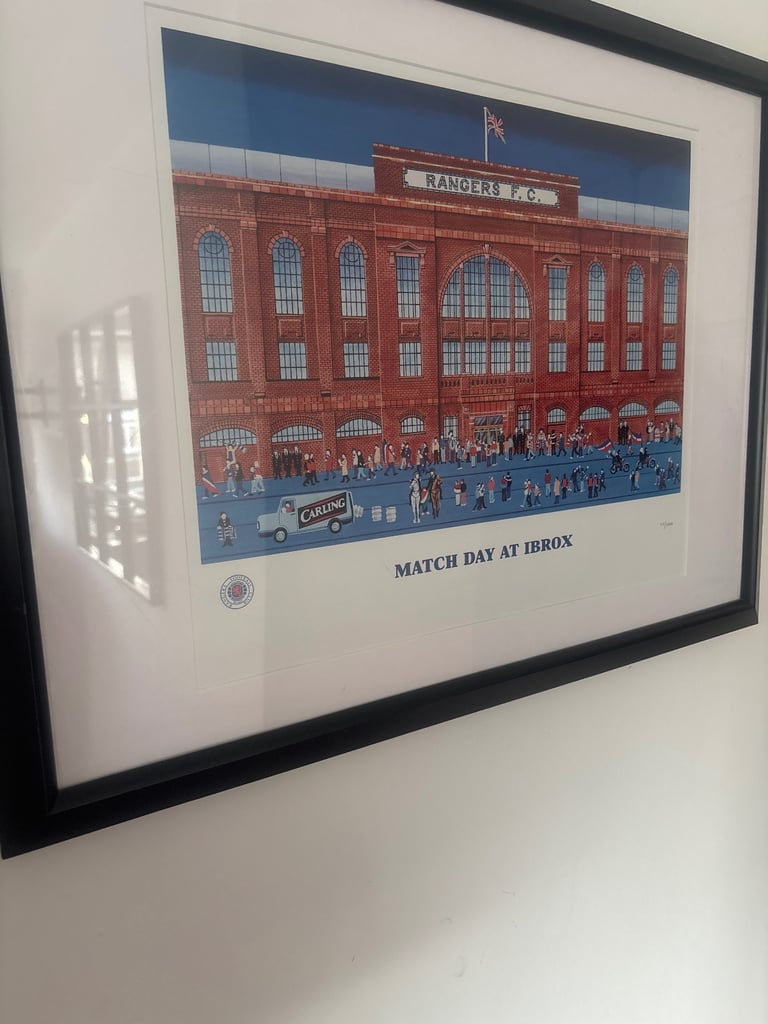 RANGERS F.C.
CARLING
MATCH DAY AT IBROX